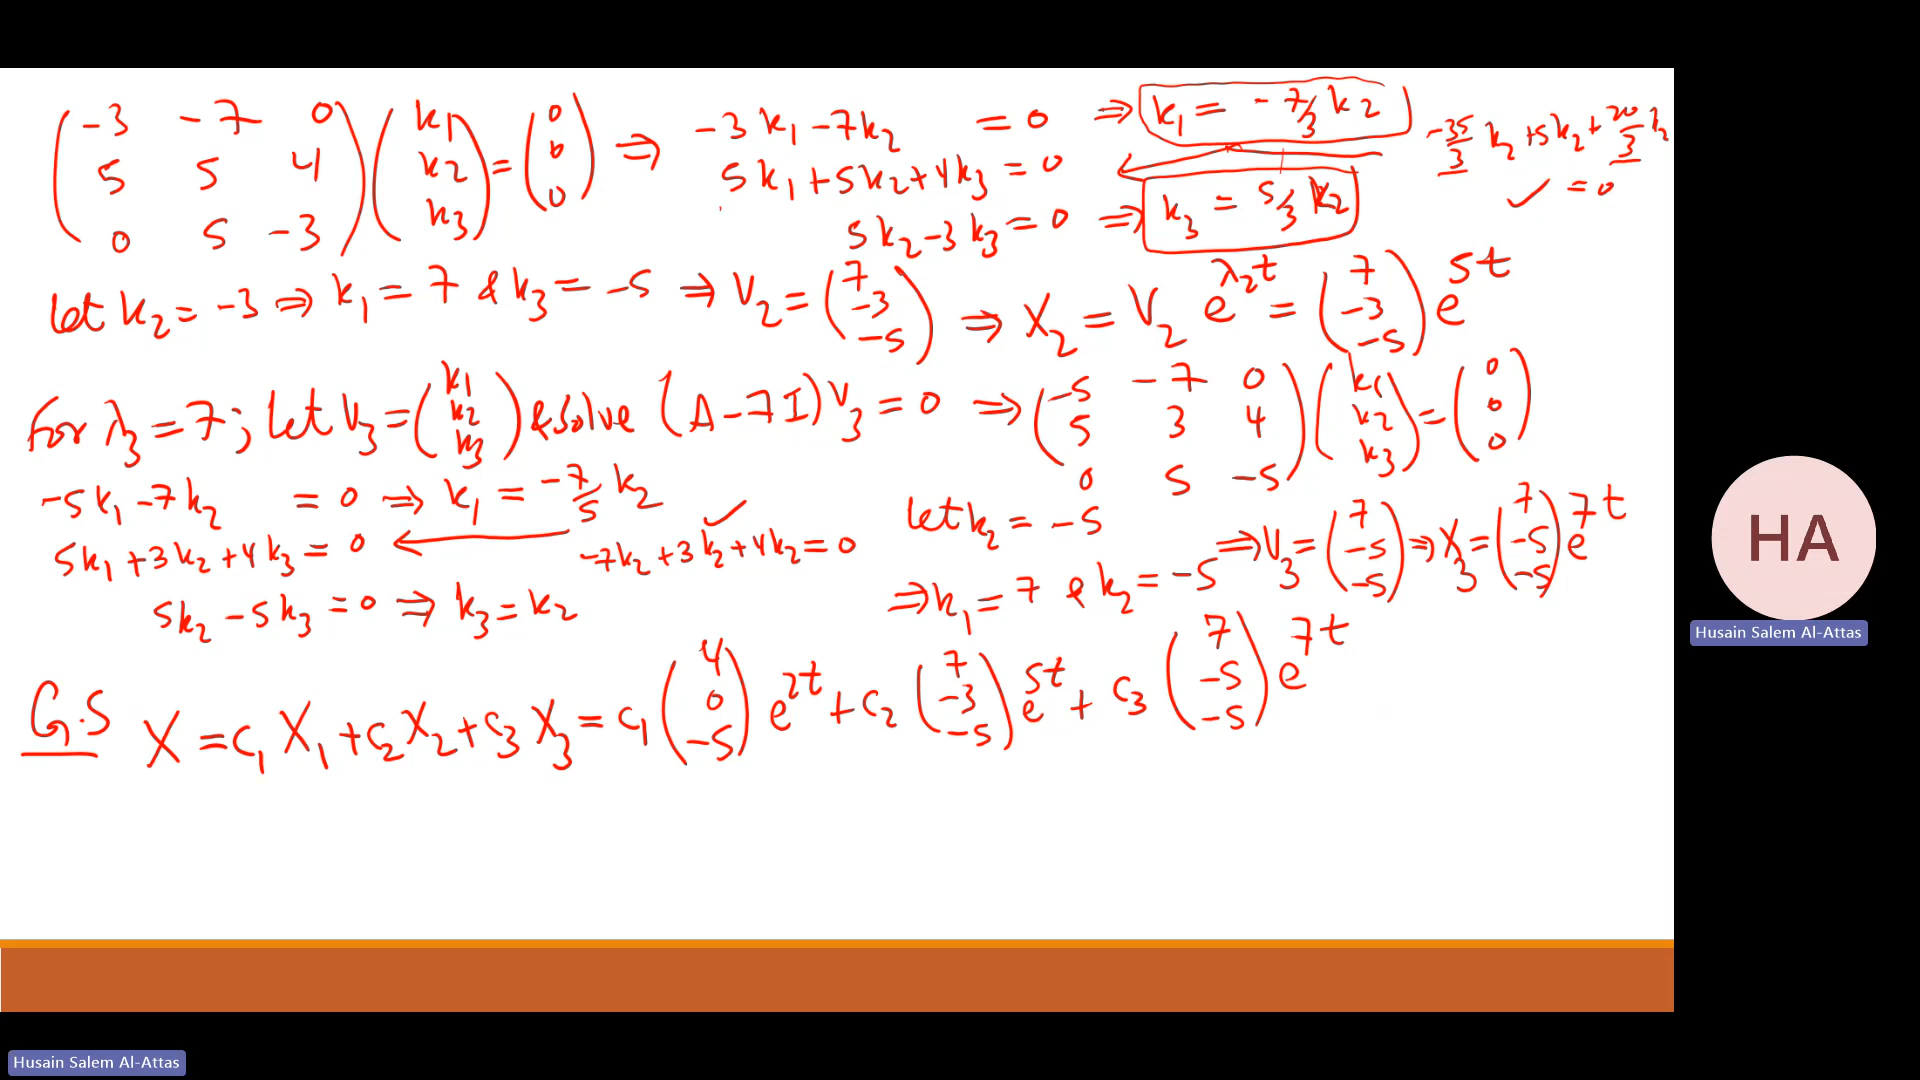 (-3 -7 0; 5 5 4; 0 5 -3)(k1; k2; k3) = (0; 0; 0) ⇒ -3k1 -7k2 = 0 ⇒ k1 = -7/3 k2
5k1 + 5k2 + 4k3 = 0
5k2 - 3k3 = 0 ⇒ k3 = 5/3 k2
-35/3 k2 + 5k2 + 20/3 k2
✓ = 0
let k2 = -3 ⇒ k1 = 7 & k3 = -5 ⇒ V2 = (7; -3; -5) ⇒ X2 = V2 e^λ2t = (7; -3; -5) e^5t
For λ3 = 7; let V3 = (k1; k2; k3) & solve (A - 7I) V3 = 0 ⇒ (-5 -7 0; 5 3 4; 0 5 -5)(k1; k2; k3) = (0; 0; 0)
-5k1 - 7k2 = 0 ⇒ k1 = -7/5 k2
5k1 + 3k2 + 4k3 = 0 ← -7k2 + 3k2 + 4k2 = 0 ✓
5k2 - 5k3 = 0 ⇒ k3 = k2
let k2 = -5
⇒ k1 = 7 & k2 = -5 ⇒ V3 = (7; -5; -5) ⇒ X3 = (7; -5; -5) e^7t
G.S X = c1 X1 + c2 X2 + c3 X3 = c1 (4; 0; -5) e^2t + c2 (7; -3; -5) e^5t + c3 (7; -5; -5) e^7t
HA
Husain Salem Al-Attas
Husain Salem Al-Attas